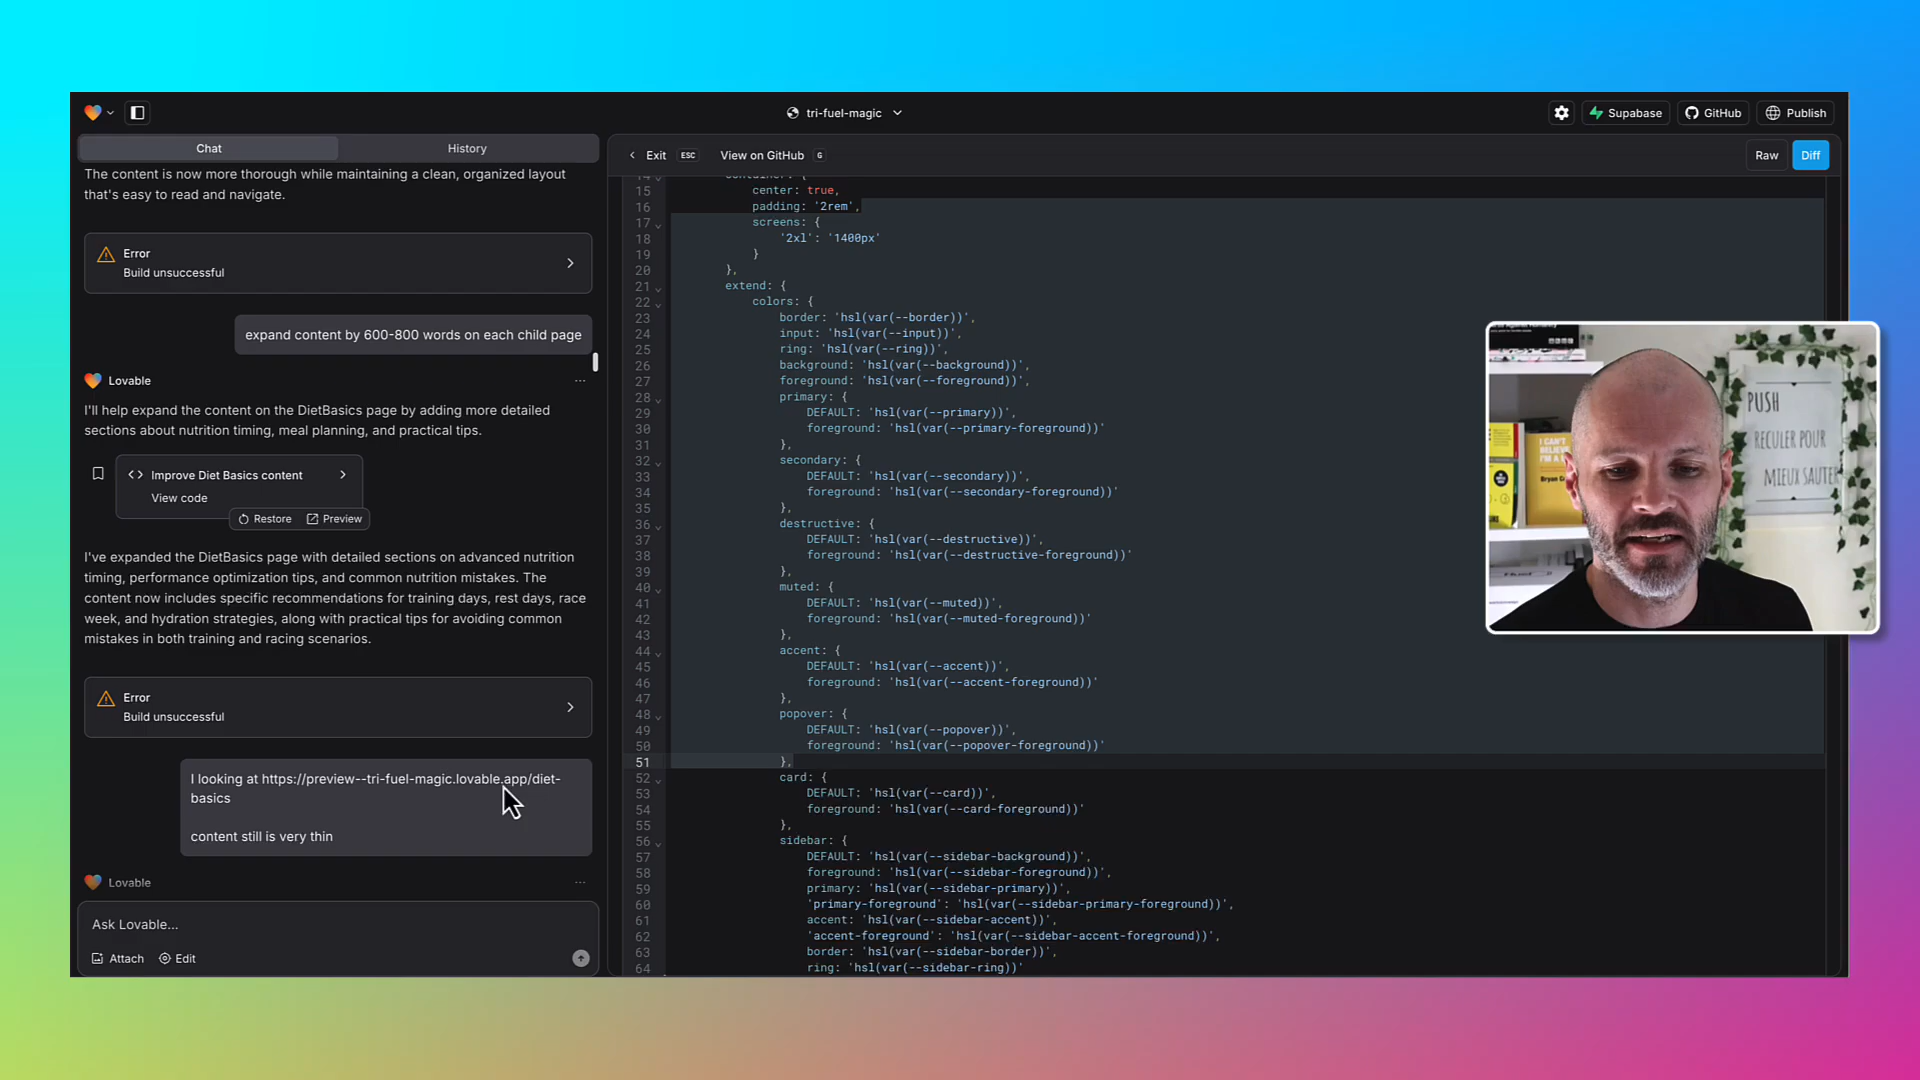 tri-fuel-magic
Supabase
GitHub
Publish
Chat
History
The content is now more thorough while maintaining a clean, organized layout
that's easy to read and navigate.
Error
Build unsuccessful
expand content by 600-800 words on each child page
Lovable
I'll help expand the content on the DietBasics page by adding more detailed
sections about nutrition timing, meal planning, and practical tips.
Improve Diet Basics content
View code
Restore
Preview
I've expanded the DietBasics page with detailed sections on advanced nutrition
timing, performance optimization tips, and common nutrition mistakes. The
content now includes specific recommendations for training days, rest days, race
week, and hydration strategies, along with practical tips for avoiding common
mistakes in both training and racing scenarios.
Error
Build unsuccessful
I looking at https://preview--tri-fuel-magic.lovable.app/diet-
basics
content still is very thin
Lovable
Ask Lovable...
Attach
Edit
Exit ESC
View on GitHub G
Raw
Diff
14 container: {
15 center: true,
16 padding: '2rem',
17 screens: {
18 '2xl': '1400px'
19 }
20 },
21 extend: {
22 colors: {
23 border: 'hsl(var(--border))',
24 input: 'hsl(var(--input))',
25 ring: 'hsl(var(--ring))',
26 background: 'hsl(var(--background))',
27 foreground: 'hsl(var(--foreground))',
28 primary: {
29 DEFAULT: 'hsl(var(--primary))',
30 foreground: 'hsl(var(--primary-foreground))'
31 },
32 secondary: {
33 DEFAULT: 'hsl(var(--secondary))',
34 foreground: 'hsl(var(--secondary-foreground))'
35 },
36 destructive: {
37 DEFAULT: 'hsl(var(--destructive))',
38 foreground: 'hsl(var(--destructive-foreground))'
39 },
40 muted: {
41 DEFAULT: 'hsl(var(--muted))',
42 foreground: 'hsl(var(--muted-foreground))'
43 },
44 accent: {
45 DEFAULT: 'hsl(var(--accent))',
46 foreground: 'hsl(var(--accent-foreground))'
47 },
48 popover: {
49 DEFAULT: 'hsl(var(--popover))',
50 foreground: 'hsl(var(--popover-foreground))'
51 },
52 card: {
53 DEFAULT: 'hsl(var(--card))',
54 foreground: 'hsl(var(--card-foreground))'
55 },
56 sidebar: {
57 DEFAULT: 'hsl(var(--sidebar-background))',
58 foreground: 'hsl(var(--sidebar-foreground))',
59 primary: 'hsl(var(--sidebar-primary))',
60 'primary-foreground': 'hsl(var(--sidebar-primary-foreground))',
61 accent: 'hsl(var(--sidebar-accent))',
62 'accent-foreground': 'hsl(var(--sidebar-accent-foreground))',
63 border: 'hsl(var(--sidebar-border))',
64 ring: 'hsl(var(--sidebar-ring))'
PUSH
RECULER POUR
MIEUX SAUTER
I CAN'T
BELIEVE
I'M A
Bryan